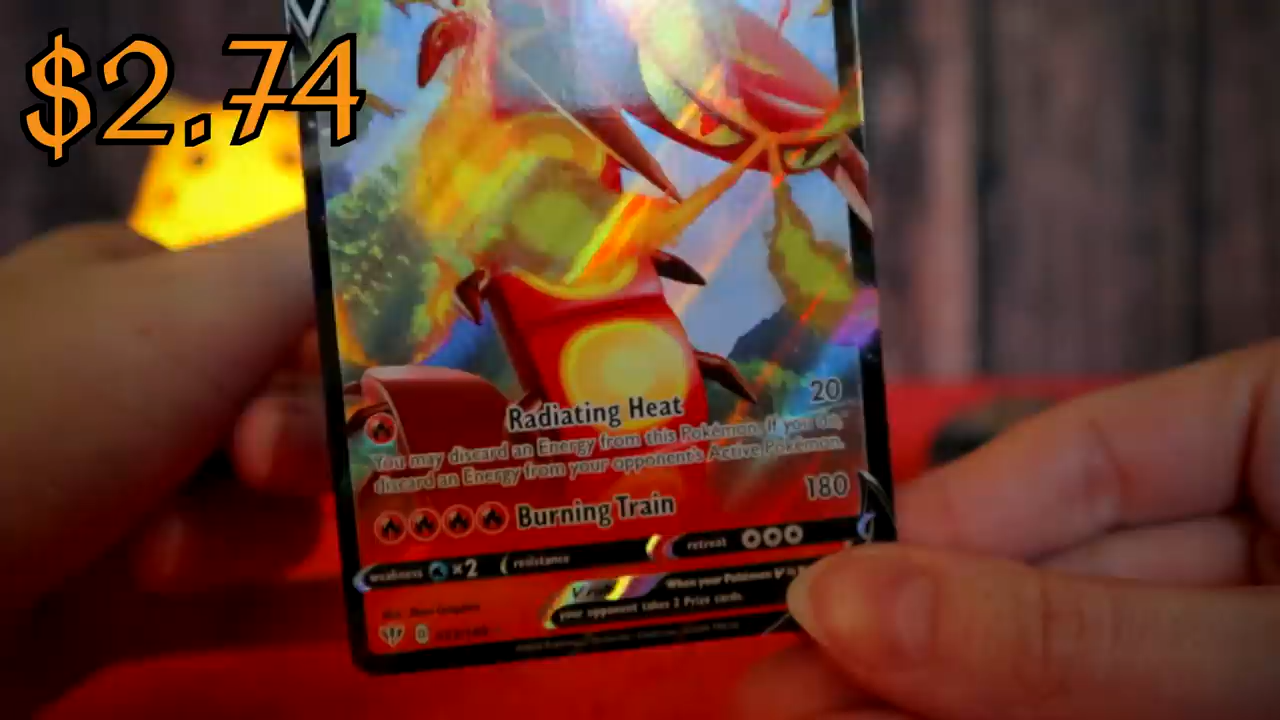 $2.74
Radiating Heat 20
You may discard an Energy from this Pokémon. If you do,
discard an Energy from your opponent's Active Pokémon.
Burning Train 180
weakness ×2 resistance retreat
When your Pokémon V is
your opponent takes 2 Prize cards.
D